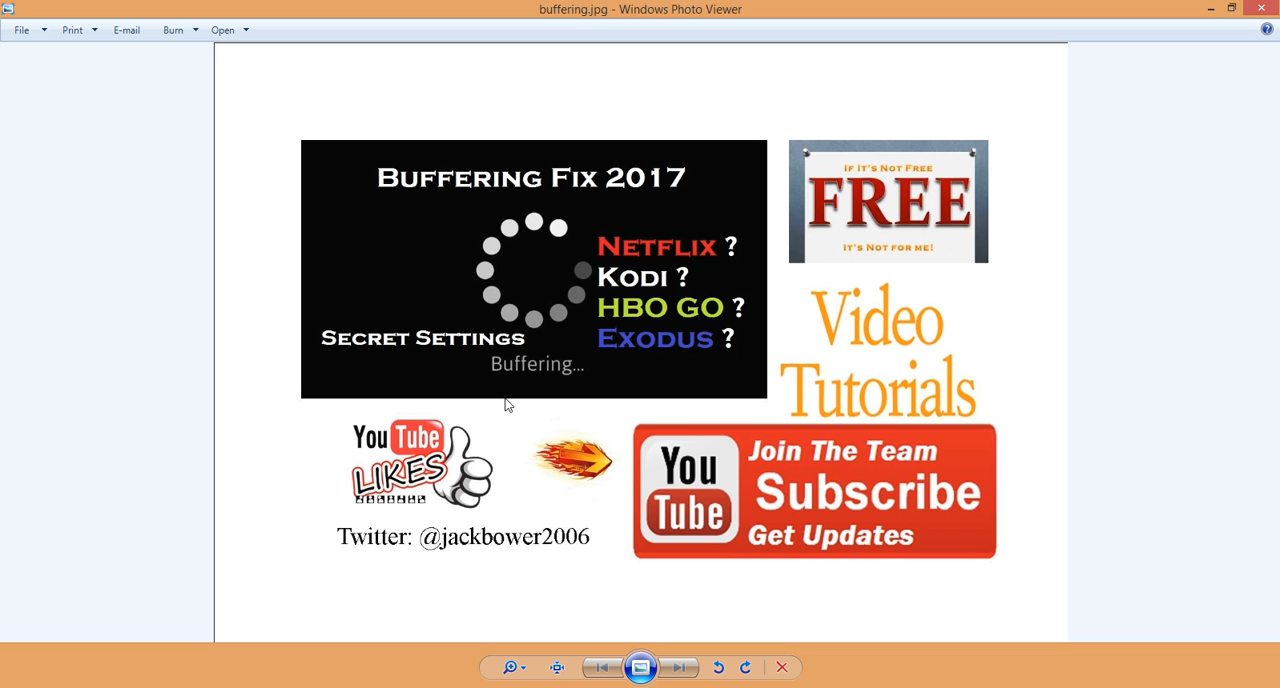 buffering.jpg - Windows Photo Viewer
File Print E-mail Burn Open
Buffering Fix 2017
Netflix ?
Kodi ?
HBO GO ?
Exodus ?
Secret Settings
Buffering...
If it's Not Free
FREE
It's Not for me!
Video
Tutorials
You Tube
LIKES
Twitter: @jackbower2006
You Tube
Join The Team
Subscribe
Get Updates